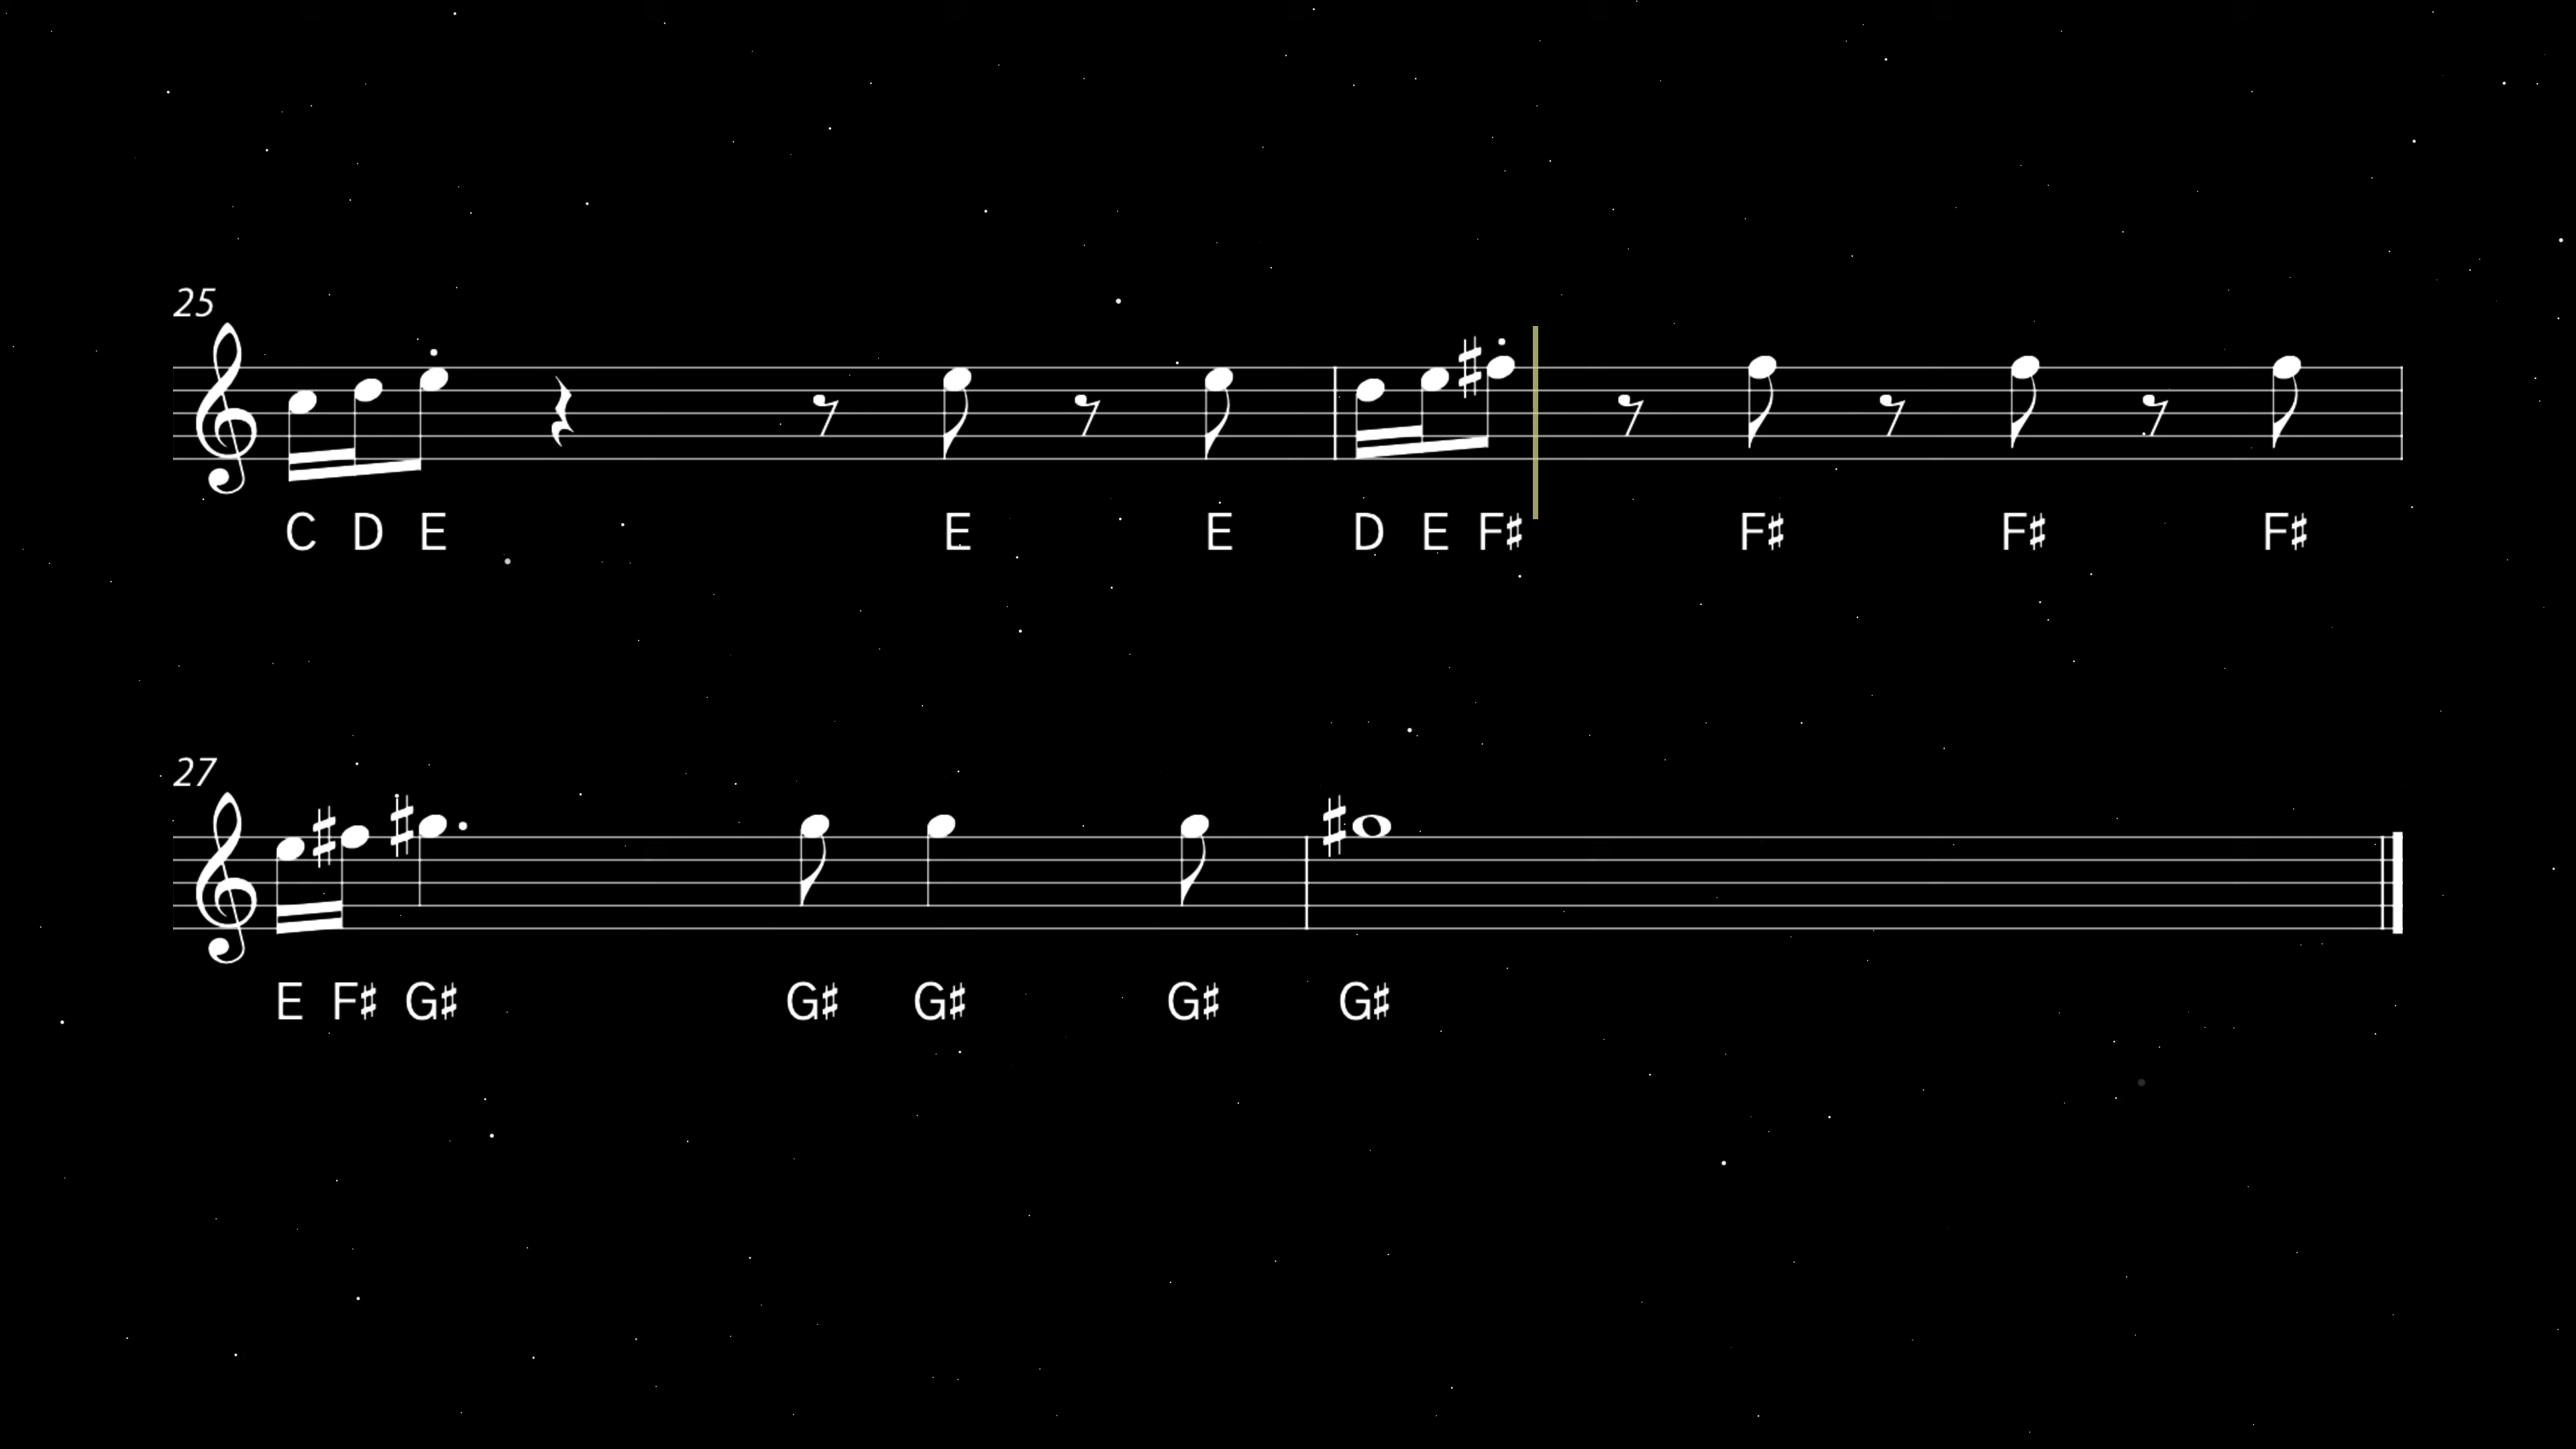 25
C D E E E D E F♯ F♯ F♯ F♯
27
E F♯ G♯ G♯ G♯ G♯ G♯